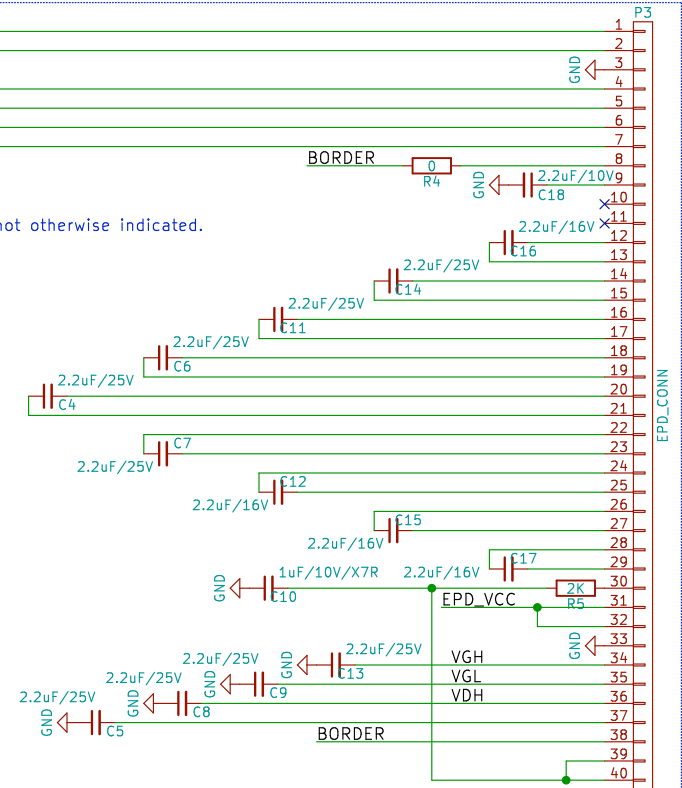 P3
1
2
GND 3
4
5
6
7
BORDER 0 R4 8
GND C18 2.2uF/10V 9
10
not otherwise indicated. 11
2.2uF/16V C16 12
13
2.2uF/25V C14 14
15
2.2uF/25V C11 16
17
2.2uF/25V C6 18
19
2.2uF/25V C4 20
21
EPD_CONN
C7 22
2.2uF/25V 23
C12 24
2.2uF/16V 25
C15 26
2.2uF/16V 27
C17 28
2.2uF/16V 29
GND 1uF/10V/X7R C10 2K R5 30
EPD_VCC 31
32
GND 33
2.2uF/25V GND C13 VGH 34
2.2uF/25V GND C9 VGL 35
2.2uF/25V GND C8 VDH 36
2.2uF/25V GND C5 37
BORDER 38
39
40